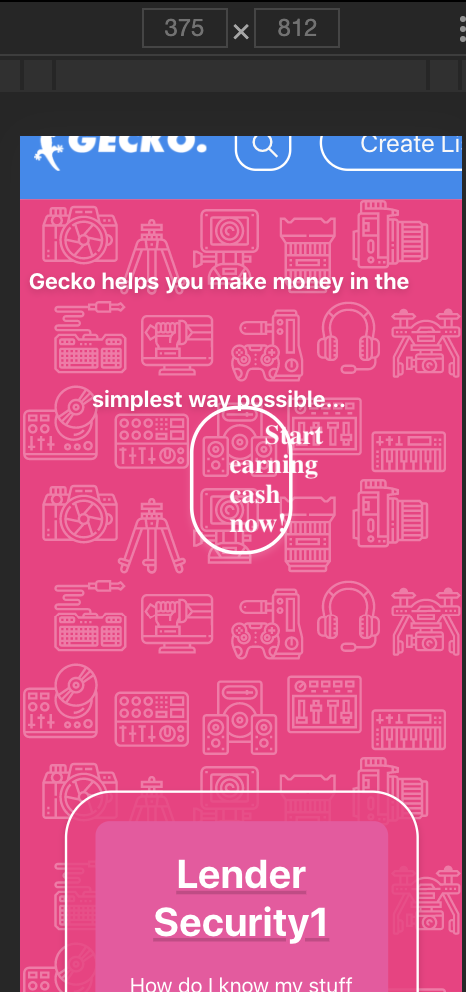 375 × 812
GECKO.
Create Li
Gecko helps you make money in the
simplest way possible...
Start
earning
cash
now!
Lender
Security1
How do I know my stuff